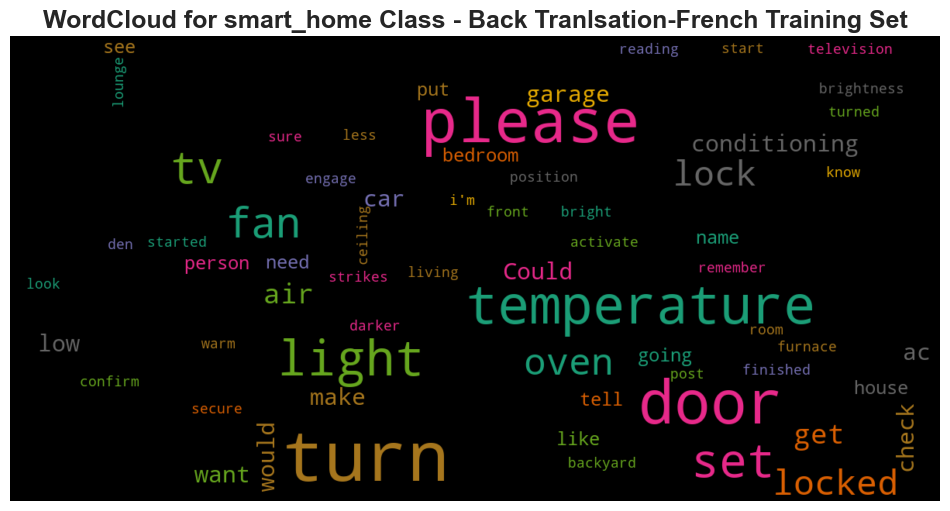 WordCloud for smart_home Class - Back Tranlsation-French Training Set
see
reading
start
television
lounge
put
garage
brightness
please
turned
sure
less
conditioning
tv
bedroom
lock
know
engage
position
car
i'm
fan
front
bright
ceiling
den
started
activate
name
person
need
living
Could
remember
look
strikes
air
temperature
darker
room
low
warm
light
oven
going
furnace
ac
post
finished
confirm
make
door
house
secure
tell
check
would
turn
like
get
want
backyard
set
locked